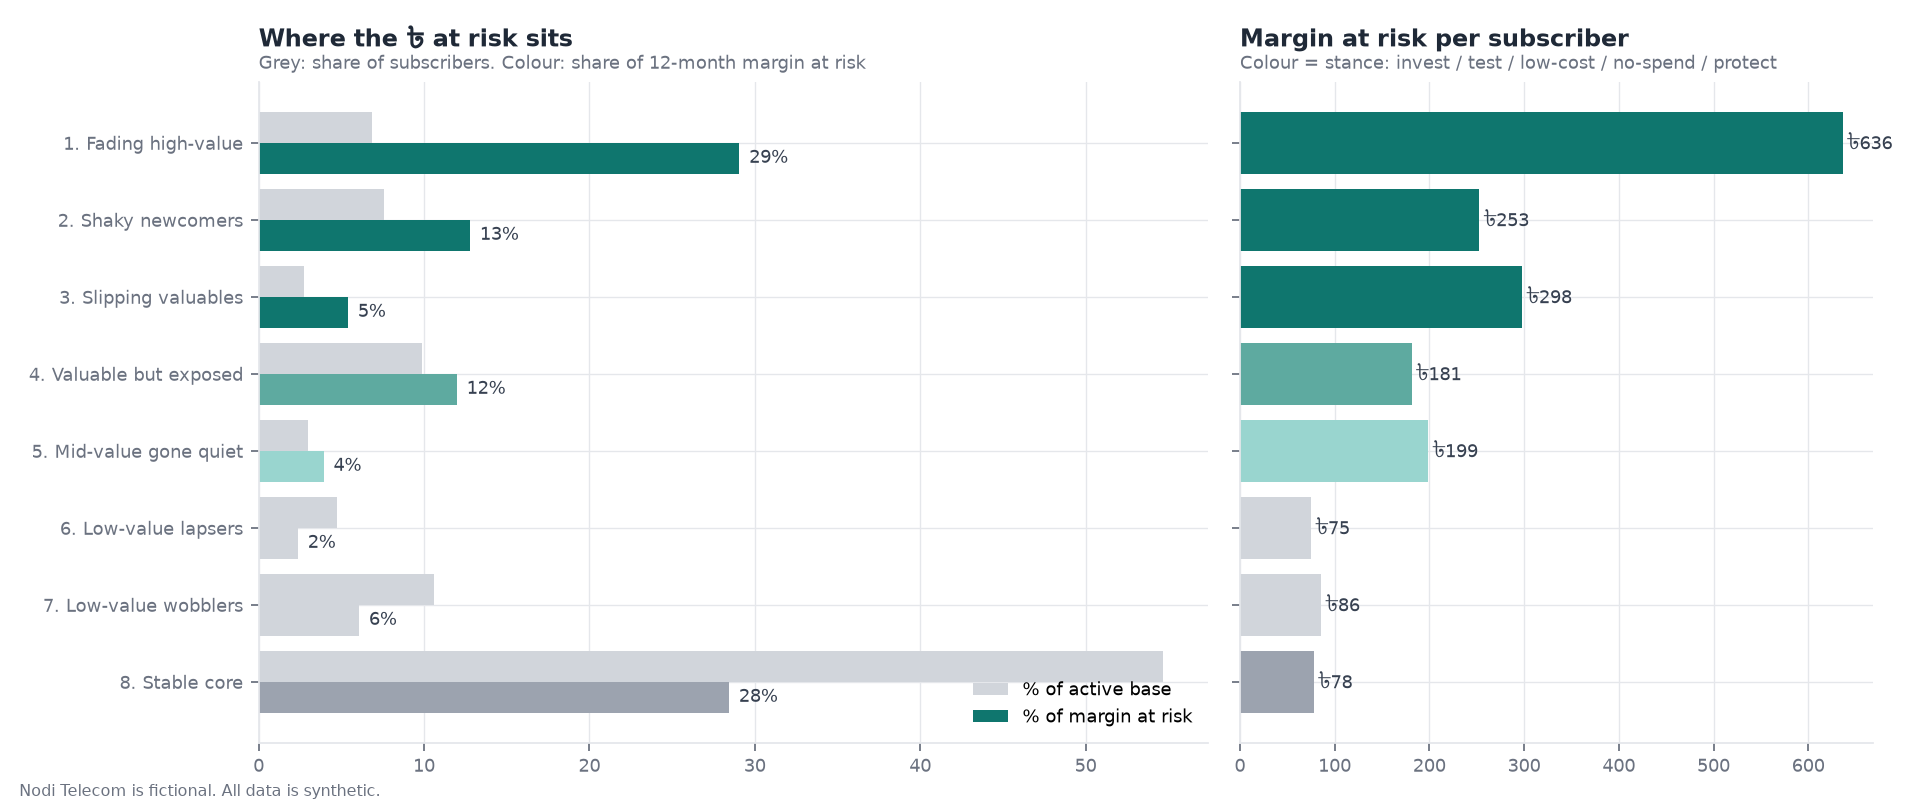 Where the ৳ at risk sits
Grey: share of subscribers. Colour: share of 12-month margin at risk
1. Fading high-value
29%
2. Shaky newcomers
13%
3. Slipping valuables
5%
4. Valuable but exposed
12%
5. Mid-value gone quiet
4%
6. Low-value lapsers
2%
7. Low-value wobblers
6%
8. Stable core
28%
% of active base
% of margin at risk
0 10 20 30 40 50
Margin at risk per subscriber
Colour = stance: invest / test / low-cost / no-spend / protect
৳636
৳253
৳298
৳181
৳199
৳75
৳86
৳78
0 100 200 300 400 500 600
Nodi Telecom is fictional. All data is synthetic.